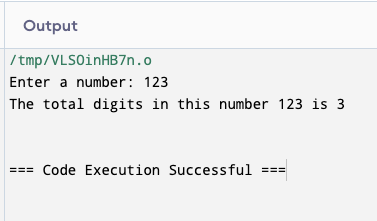 Output
/tmp/VLSOinHB7n.o
Enter a number: 123
The total digits in this number 123 is 3
=== Code Execution Successful ===